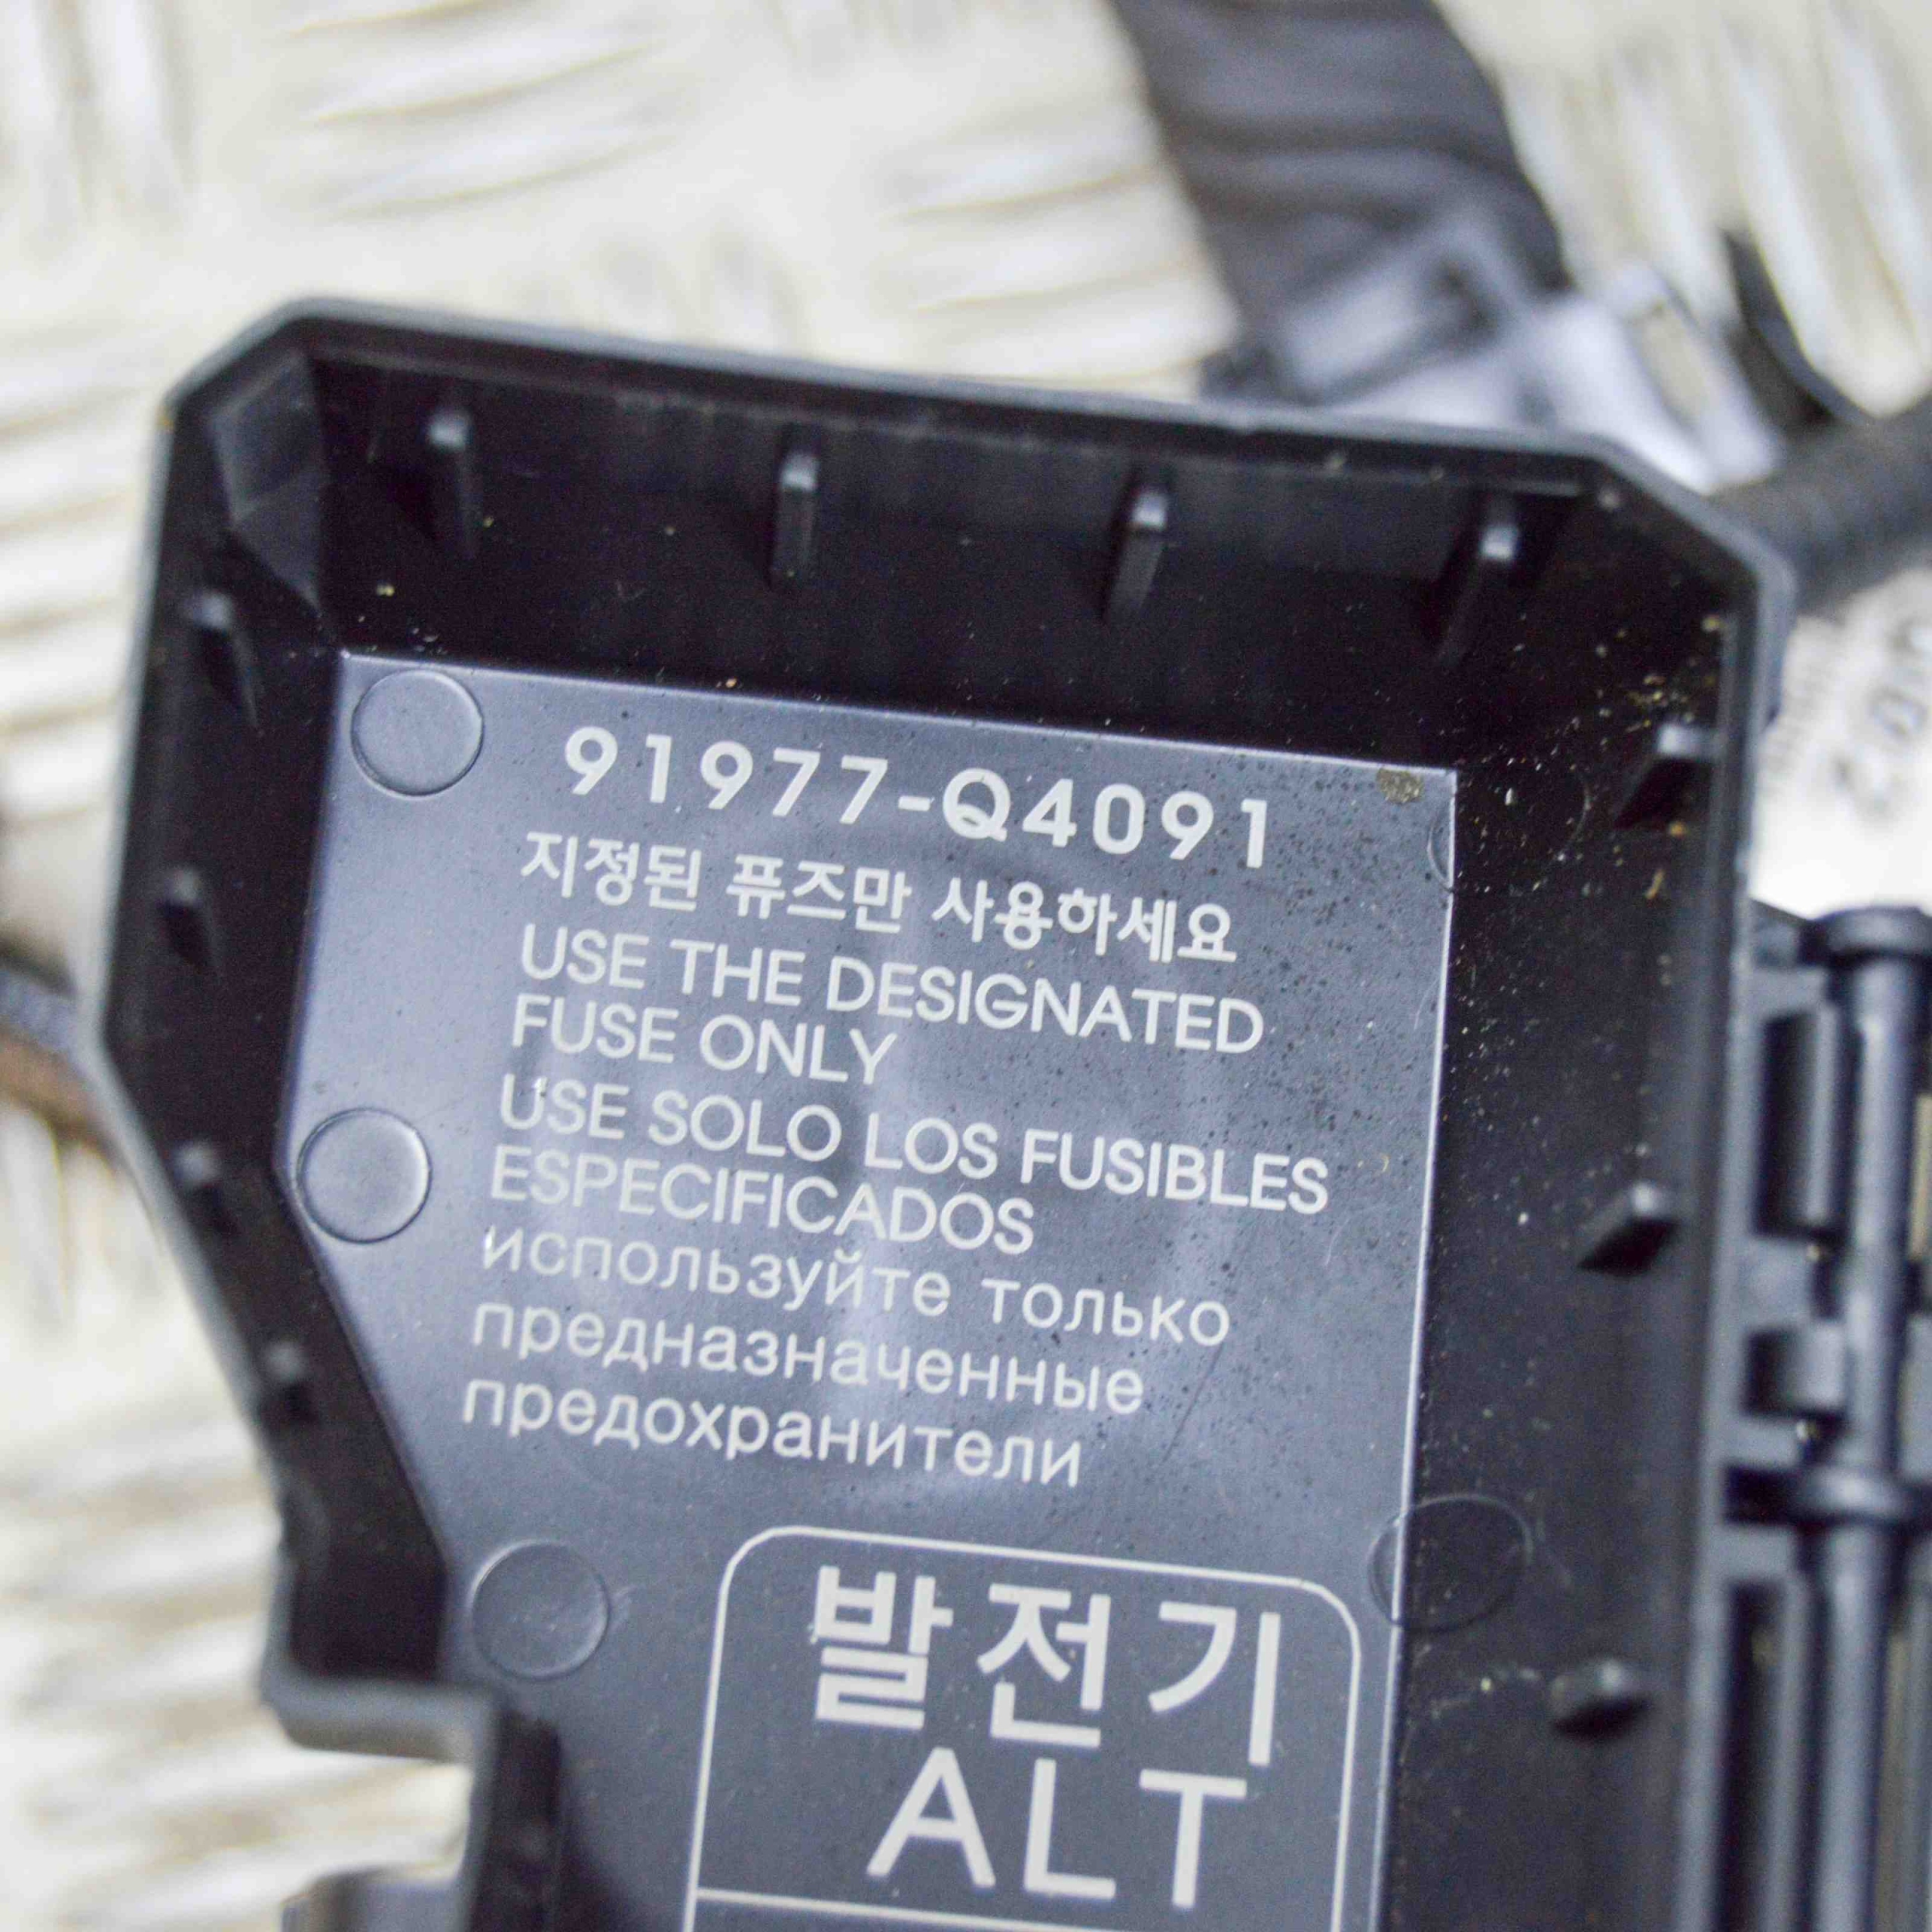 91977-Q4091
지정된 퓨즈만 사용하세요
USE THE DESIGNATED
FUSE ONLY
USE SOLO LOS FUSIBLES
ESPECIFICADOS
используйте только
предназначенные
предохранители
발전기
ALT